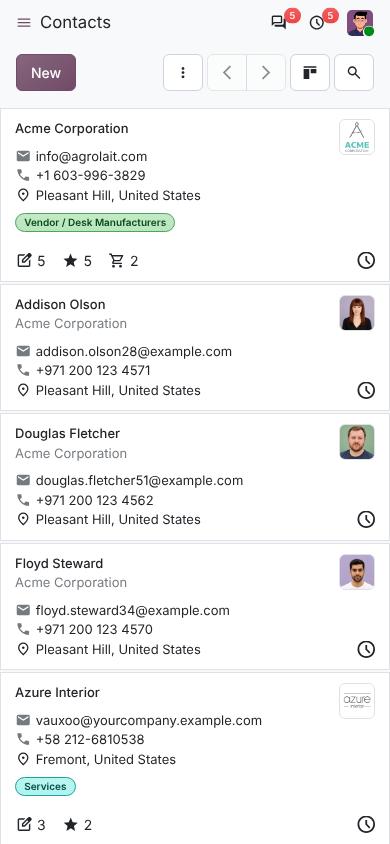 Contacts
5
5
New
Acme Corporation
ACME
CORPORATION
info@agrolait.com
+1 603-996-3829
Pleasant Hill, United States
Vendor / Desk Manufacturers
5 5 2
Addison Olson
Acme Corporation
addison.olson28@example.com
+971 200 123 4571
Pleasant Hill, United States
Douglas Fletcher
Acme Corporation
douglas.fletcher51@example.com
+971 200 123 4562
Pleasant Hill, United States
Floyd Steward
Acme Corporation
floyd.steward34@example.com
+971 200 123 4570
Pleasant Hill, United States
Azure Interior
azure
interior
vauxoo@yourcompany.example.com
+58 212-6810538
Fremont, United States
Services
3 2